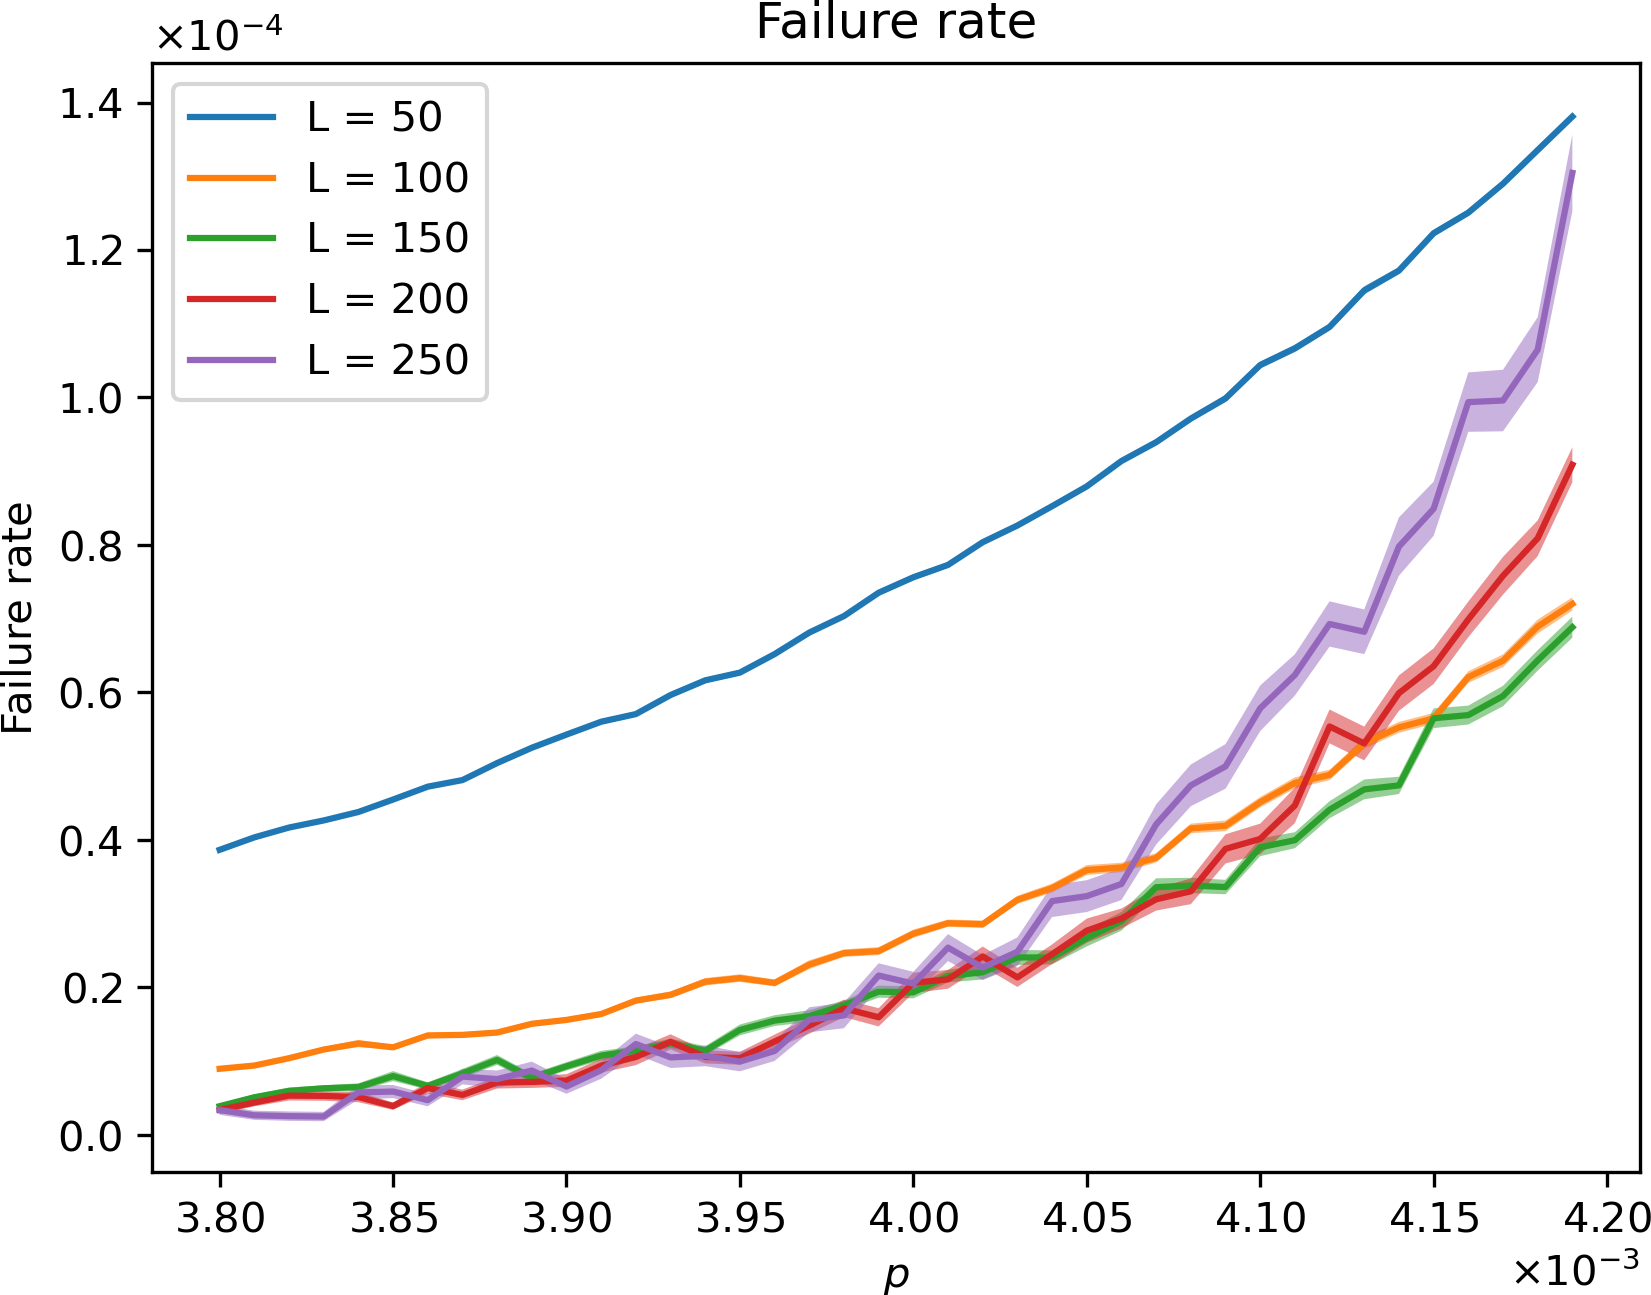 Failure rate
×10⁻⁴
1.4
1.2
1.0
0.8
0.6
0.4
0.2
0.0
Failure rate
L = 50
L = 100
L = 150
L = 200
L = 250
3.80 3.85 3.90 3.95 4.00 4.05 4.10 4.15 4.20
p
×10⁻³